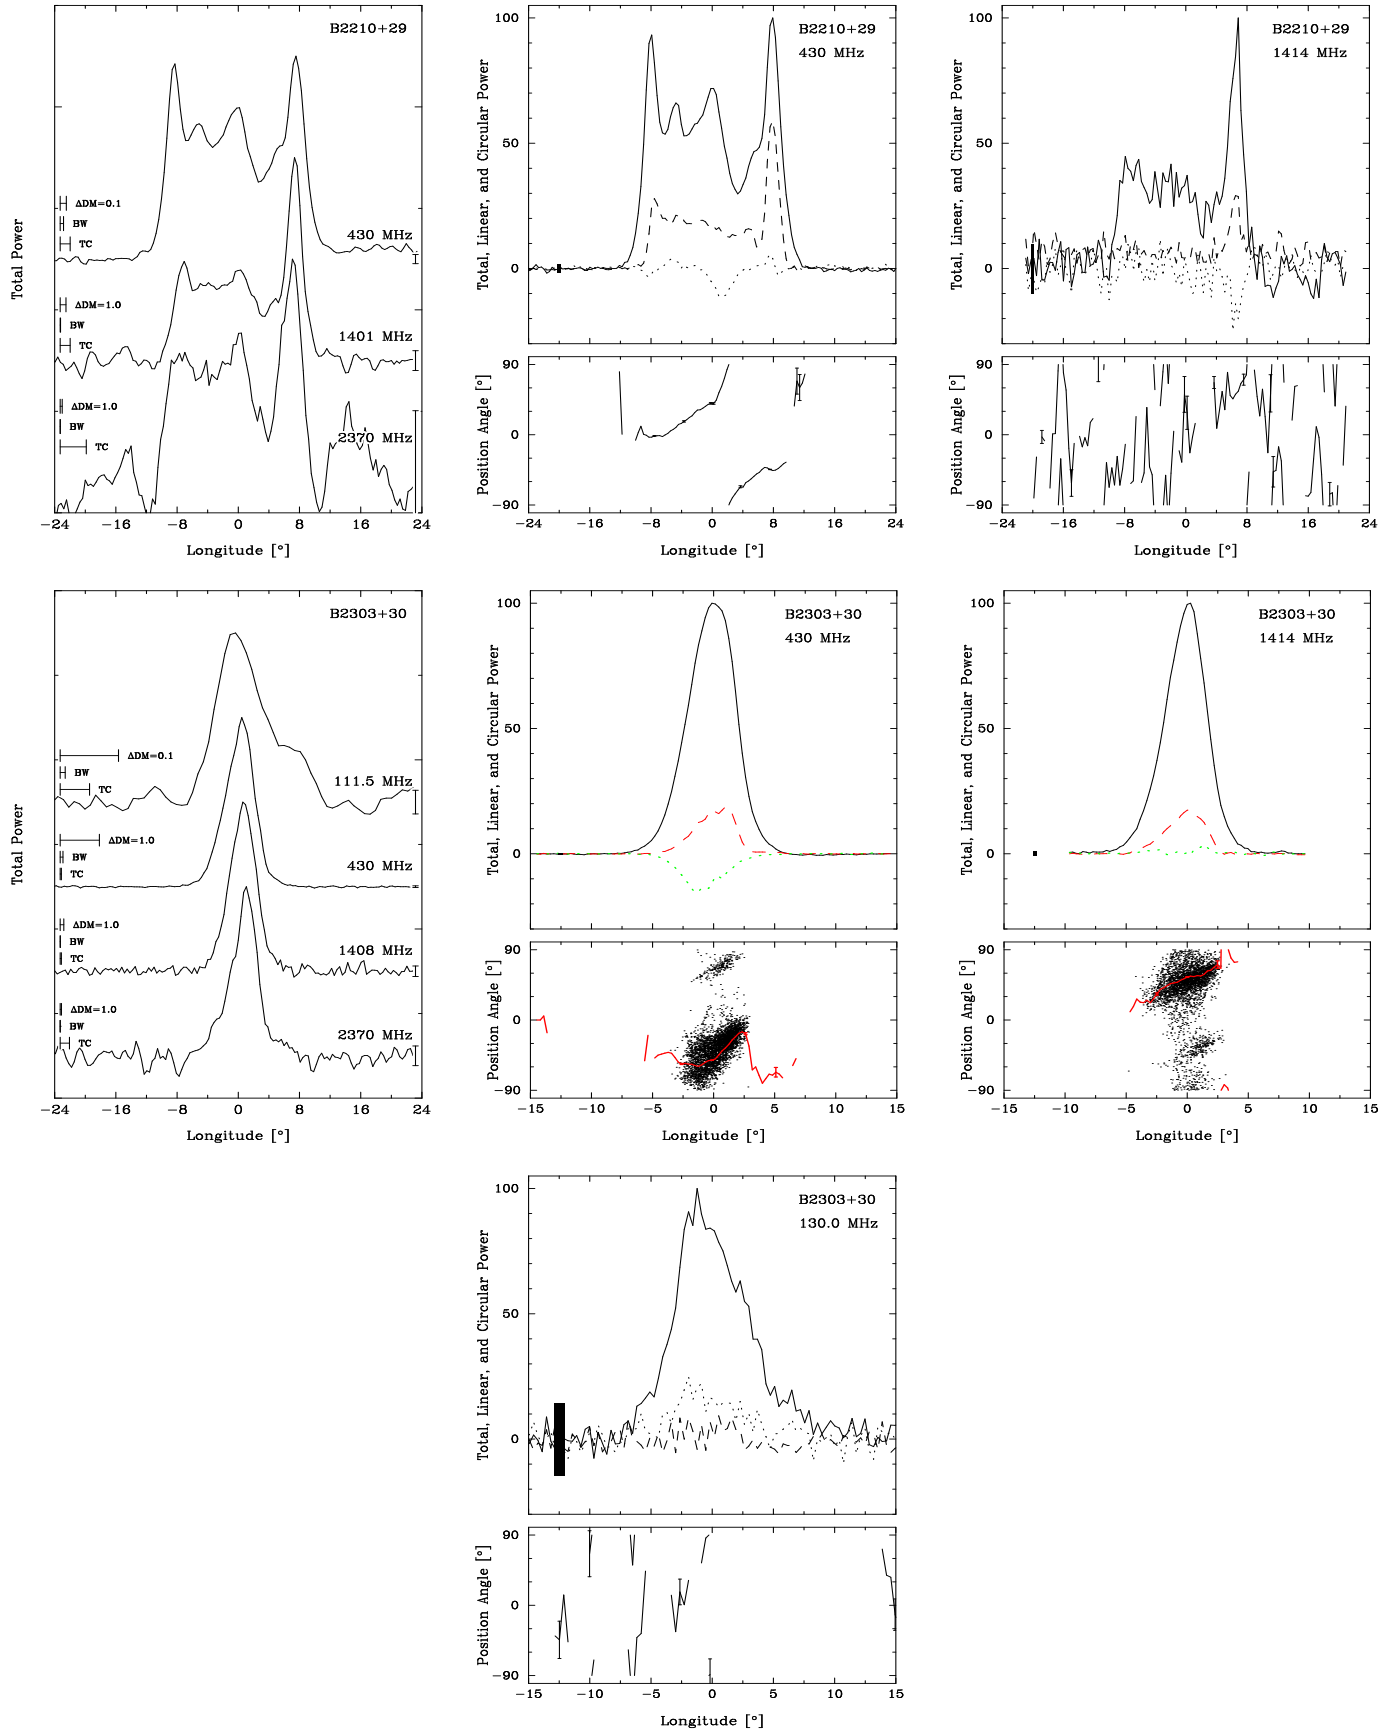 B2210+29
Total Power
ΔDM=0.1
BW
TC
430 MHz
ΔDM=1.0
BW
TC
1401 MHz
ΔDM=1.0
BW
TC
2370 MHz
−24 −16 −8 0 8 16 24
Longitude [°]
B2210+29
430 MHz
Total, Linear, and Circular Power
100
50
0
Position Angle [°]
90
0
−90
−24 −16 −8 0 8 16 24
Longitude [°]
B2210+29
1414 MHz
Total, Linear, and Circular Power
100
50
0
Position Angle [°]
90
0
−90
−24 −16 −8 0 8 16 24
Longitude [°]
B2303+30
Total Power
ΔDM=0.1
BW
TC
111.5 MHz
ΔDM=1.0
BW
TC
430 MHz
ΔDM=1.0
BW
TC
1408 MHz
ΔDM=1.0
BW
TC
2370 MHz
−24 −16 −8 0 8 16 24
Longitude [°]
B2303+30
430 MHz
Total, Linear, and Circular Power
100
50
0
Position Angle [°]
90
0
−90
−15 −10 −5 0 5 10 15
Longitude [°]
B2303+30
1414 MHz
Total, Linear, and Circular Power
100
50
0
Position Angle [°]
90
0
−90
−15 −10 −5 0 5 10 15
Longitude [°]
B2303+30
130.0 MHz
Total, Linear, and Circular Power
100
50
0
Position Angle [°]
90
0
−90
−15 −10 −5 0 5 10 15
Longitude [°]